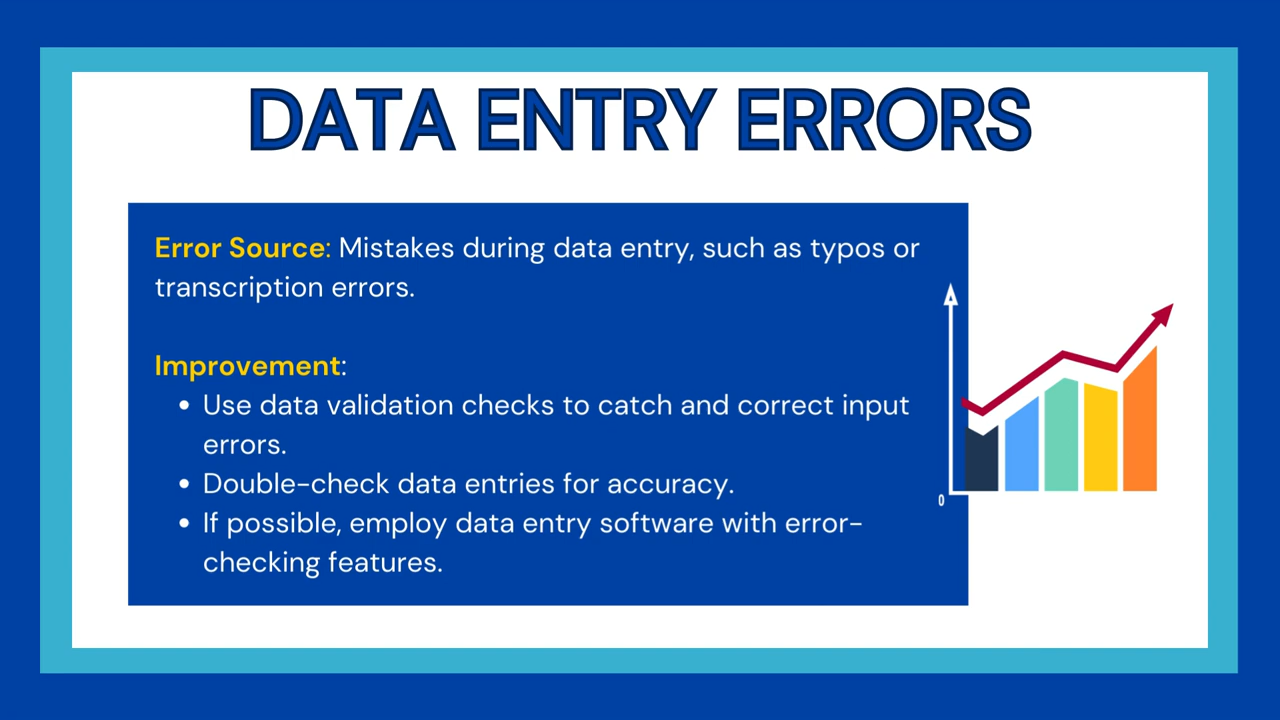 DATA ENTRY ERRORS
Error Source: Mistakes during data entry, such as typos or
transcription errors.
Improvement:
• Use data validation checks to catch and correct input
errors.
• Double-check data entries for accuracy.
• If possible, employ data entry software with error-
checking features.
0